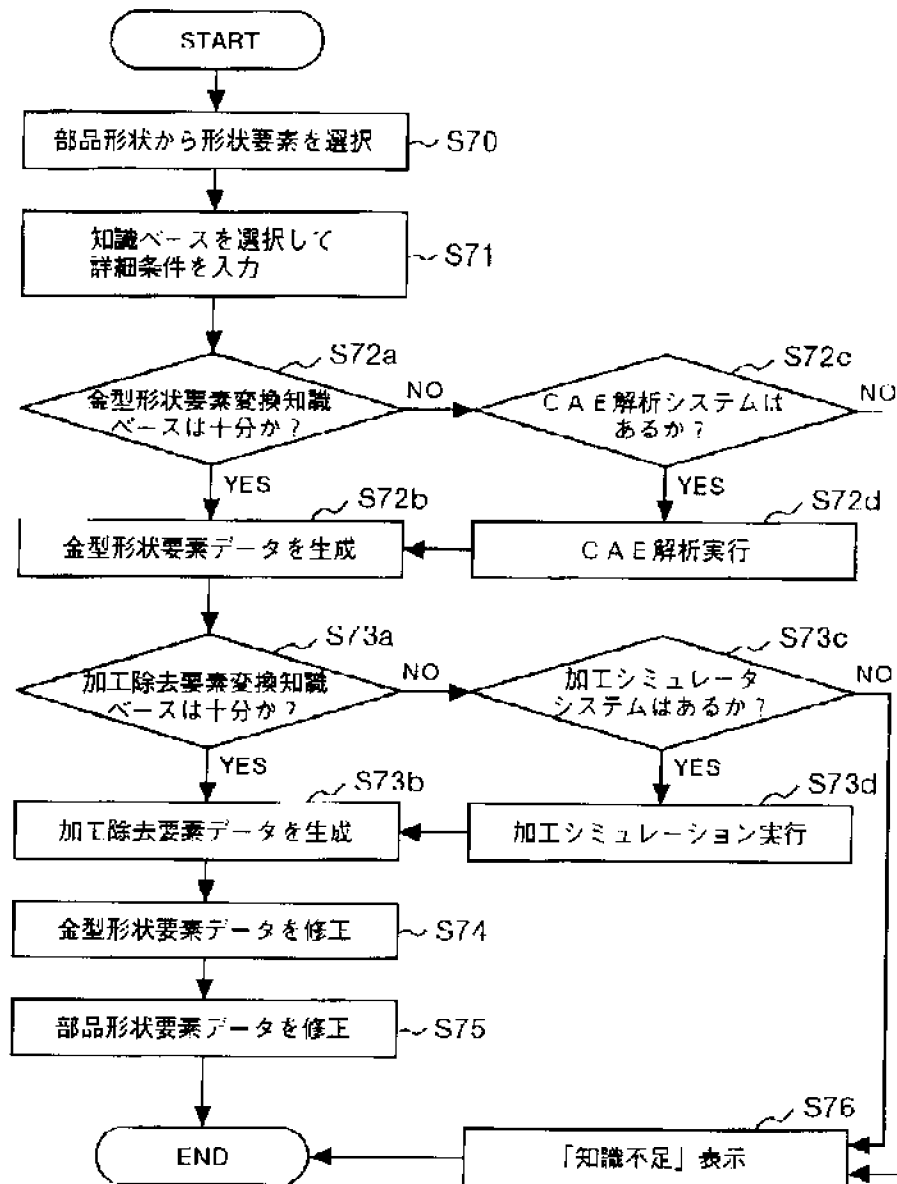 START
部品形状から形状要素を選択
S70
知識ベースを選択して
詳細条件を入力
S71
S72a
金型形状要素変換知識
ベースは十分か?
NO
YES
S72c
CAE解析システムは
あるか?
NO
YES
S72b
金型形状要素データを生成
S72d
CAE解析実行
S73a
加工除去要素変換知識
ベースは十分か?
NO
YES
S73c
加工シミュレータ
システムはあるか?
NO
YES
S73b
加工除去要素データを生成
S73d
加工シミュレーション実行
金型形状要素データを修正
S74
部品形状要素データを修正
S75
S76
「知識不足」表示
END